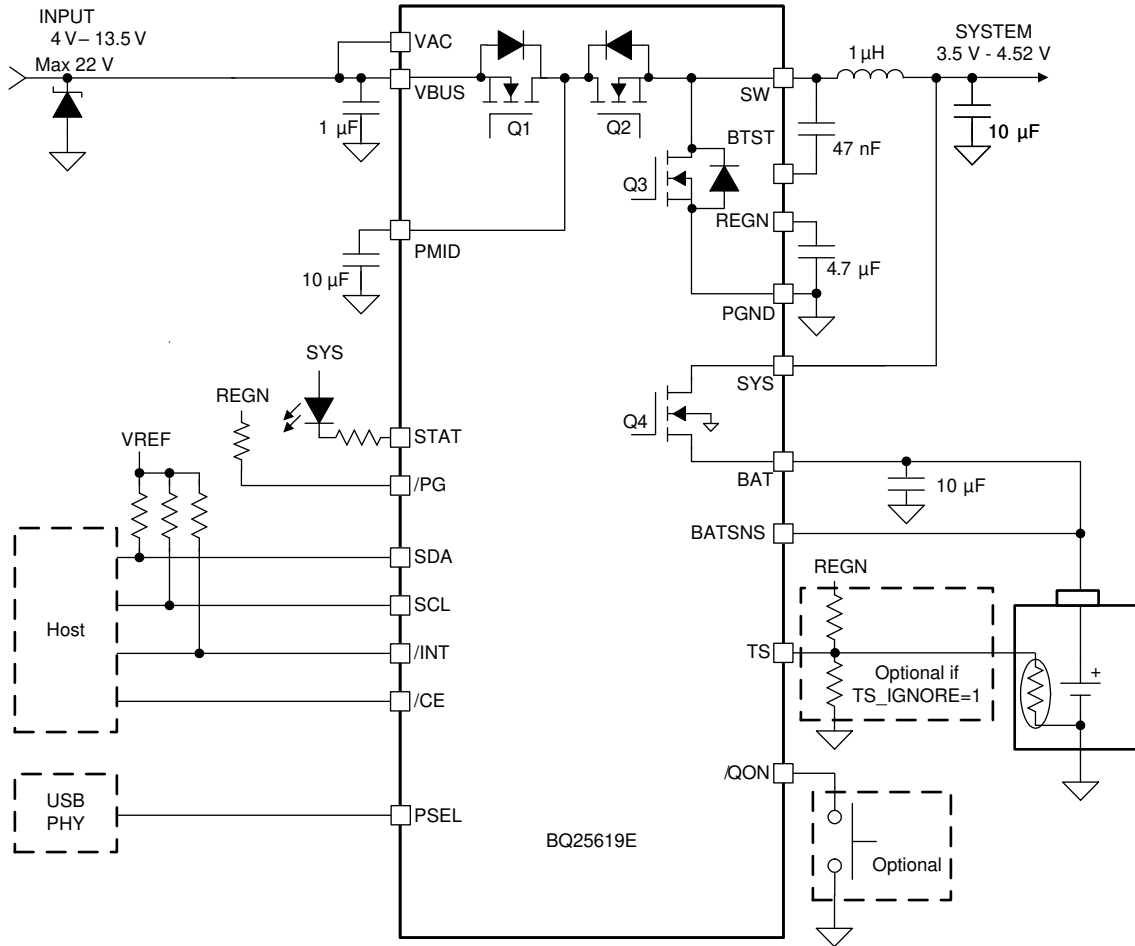 INPUT
4 V – 13.5 V
Max 22 V
VAC
VBUS
1 µF
Q1
Q2
SW
1 µH
SYSTEM
3.5 V - 4.52 V
10 µF
BTST
47 nF
Q3
REGN
4.7 µF
PMID
10 µF
PGND
SYS
SYS
REGN
Q4
VREF
STAT
BAT
10 µF
/PG
BATSNS
SDA
REGN
SCL
Host
/INT
TS
Optional if
TS_IGNORE=1
+
/CE
/QON
USB
PHY
PSEL
BQ25619E
Optional